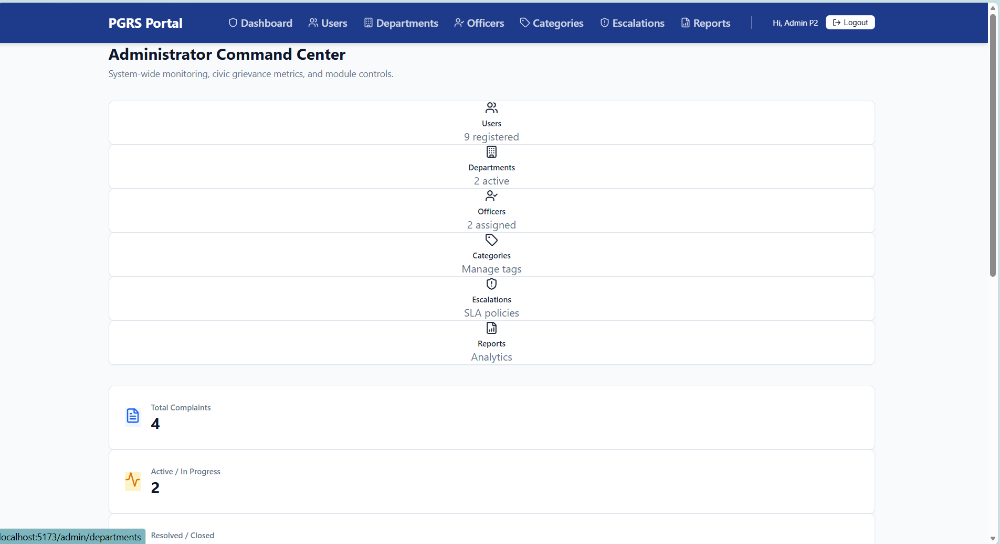 PGRS Portal
Dashboard
Users
Departments
Officers
Categories
Escalations
Reports
Hi, Admin P2
Logout
Administrator Command Center
System-wide monitoring, civic grievance metrics, and module controls.
Users
9 registered
Departments
2 active
Officers
2 assigned
Categories
Manage tags
Escalations
SLA policies
Reports
Analytics
Total Complaints
4
Active / In Progress
2
Resolved / Closed
localhost:5173/admin/departments